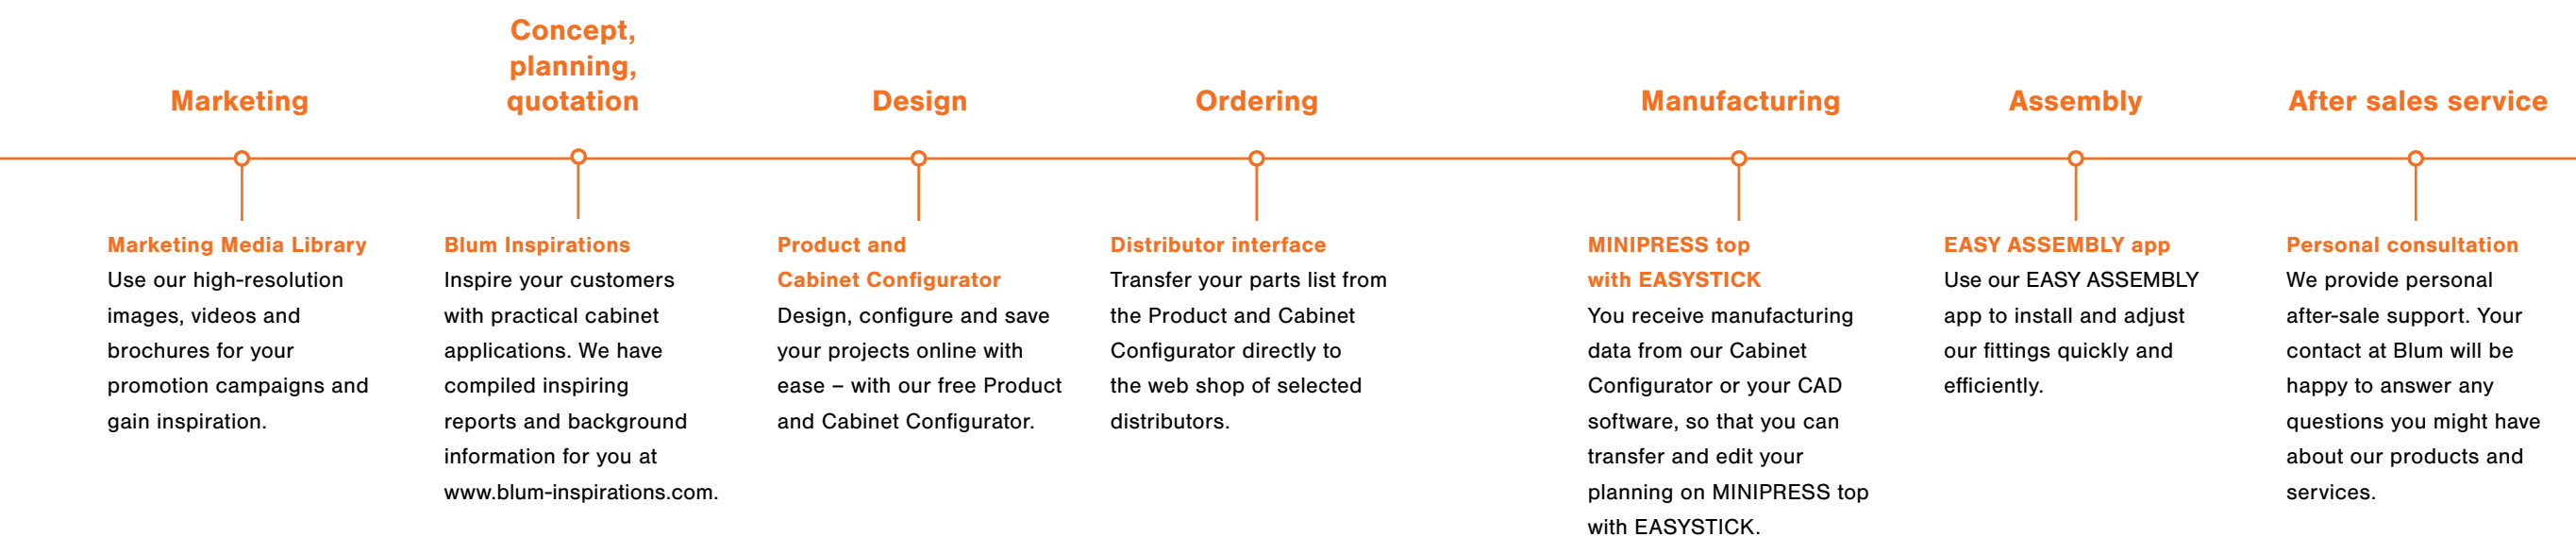 Marketing
Concept,
planning,
quotation
Design
Ordering
Manufacturing
Assembly
After sales service
Marketing Media Library
Use our high-resolution
images, videos and
brochures for your
promotion campaigns and
gain inspiration.
Blum Inspirations
Inspire your customers
with practical cabinet
applications. We have
compiled inspiring
reports and background
information for you at
www.blum-inspirations.com.
Product and
Cabinet Configurator
Design, configure and save
your projects online with
ease – with our free Product
and Cabinet Configurator.
Distributor interface
Transfer your parts list from
the Product and Cabinet
Configurator directly to
the web shop of selected
distributors.
MINIPRESS top
with EASYSTICK
You receive manufacturing
data from our Cabinet
Configurator or your CAD
software, so that you can
transfer and edit your
planning on MINIPRESS top
with EASYSTICK.
EASY ASSEMBLY app
Use our EASY ASSEMBLY
app to install and adjust
our fittings quickly and
efficiently.
Personal consultation
We provide personal
after-sale support. Your
contact at Blum will be
happy to answer any
questions you might have
about our products and
services.